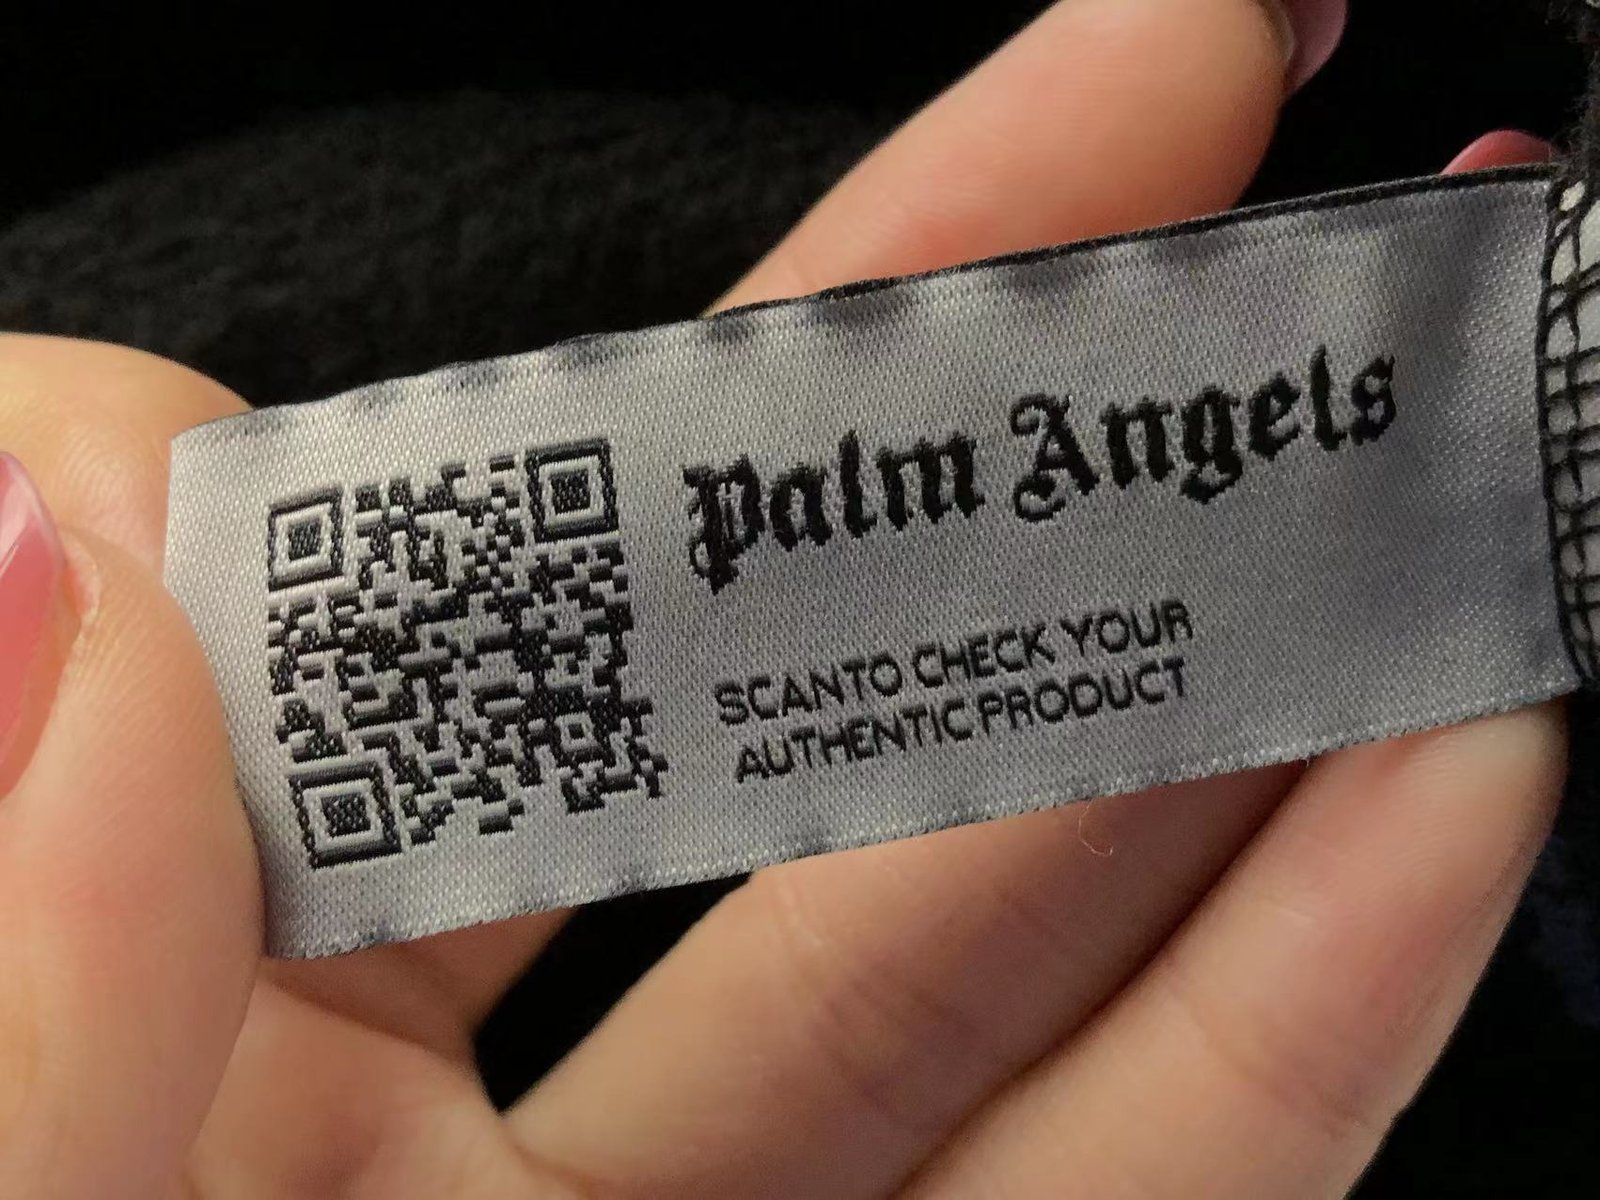 Palm Angels
SCANTO CHECK YOUR
AUTHENTIC PRODUCT